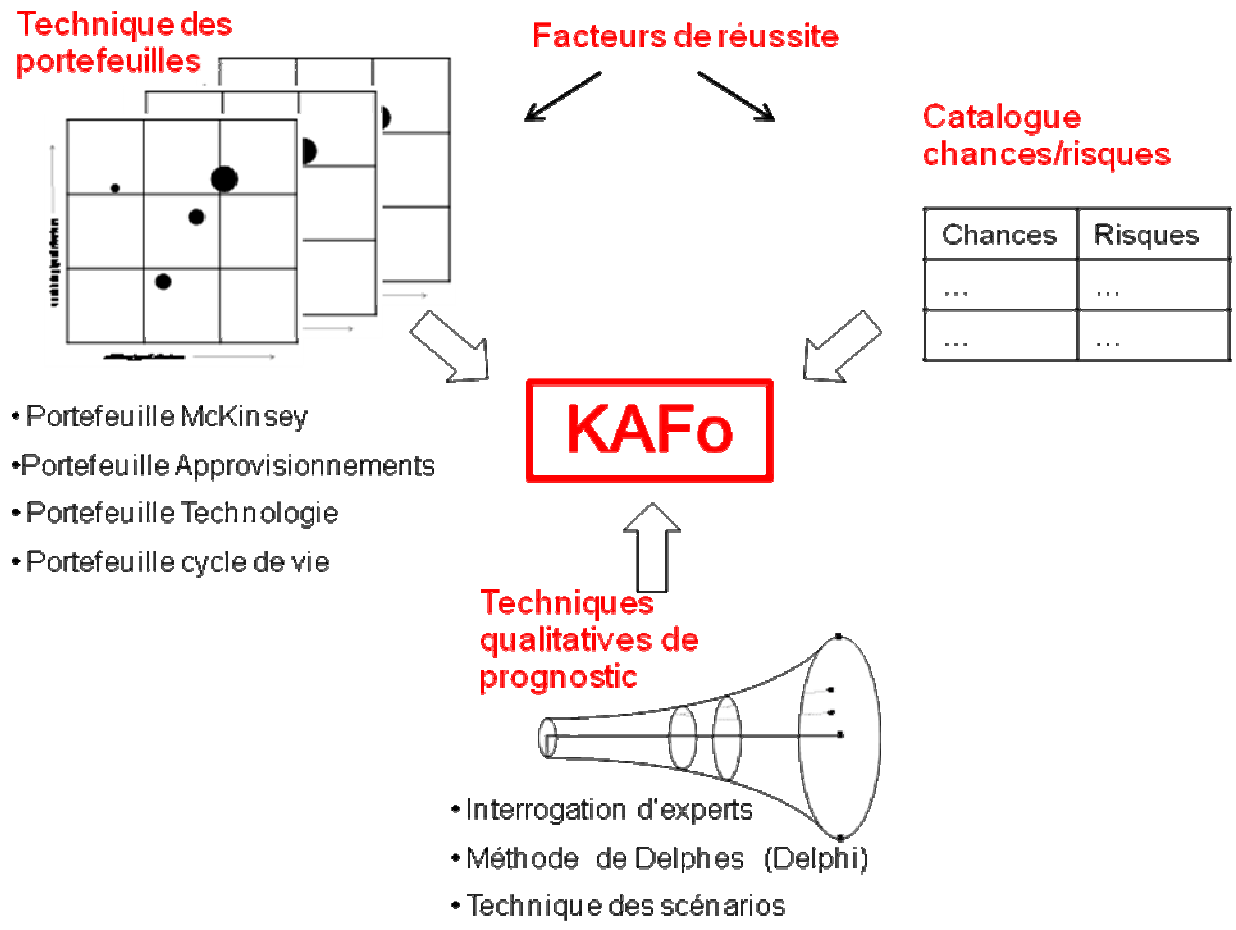 Technique des
portefeuilles
Facteurs de réussite
Catalogue
chances/risques
Chances Risques
... ...
... ...
KAFo
• Portefeuille McKinsey
•Portefeuille Approvisionnements
• Portefeuille Technologie
• Portefeuille cycle de vie
Techniques
qualitatives de
prognostic
• Interrogation d'experts
• Méthode de Delphes (Delphi)
• Technique des scénarios